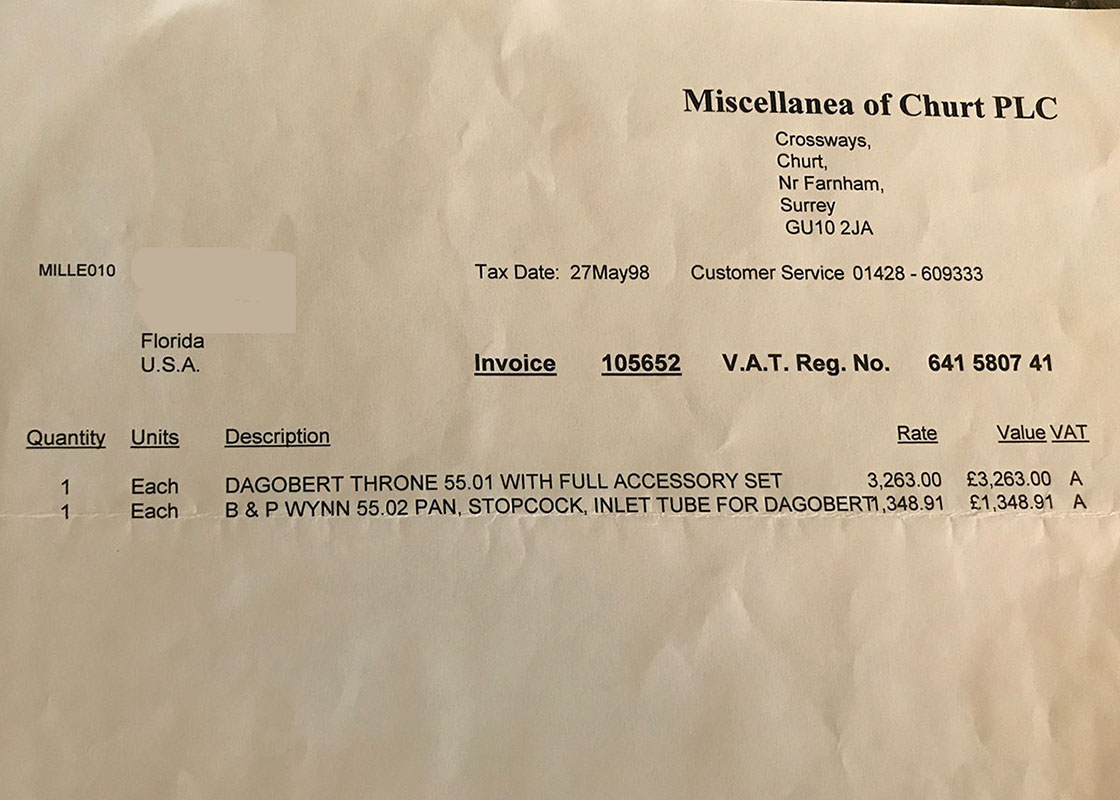 Miscellanea of Churt PLC
Crossways,
Churt,
Nr Farnham,
Surrey
GU10 2JA
MILLE010 Tax Date: 27May98 Customer Service 01428 - 609333
Florida
U.S.A.
Invoice 105652 V.A.T. Reg. No. 641 5807 41
Quantity Units Description Rate Value VAT
1 Each DAGOBERT THRONE 55.01 WITH FULL ACCESSORY SET 3,263.00 £3,263.00 A
1 Each B & P WYNN 55.02 PAN, STOPCOCK, INLET TUBE FOR DAGOBERT 1,348.91 £1,348.91 A